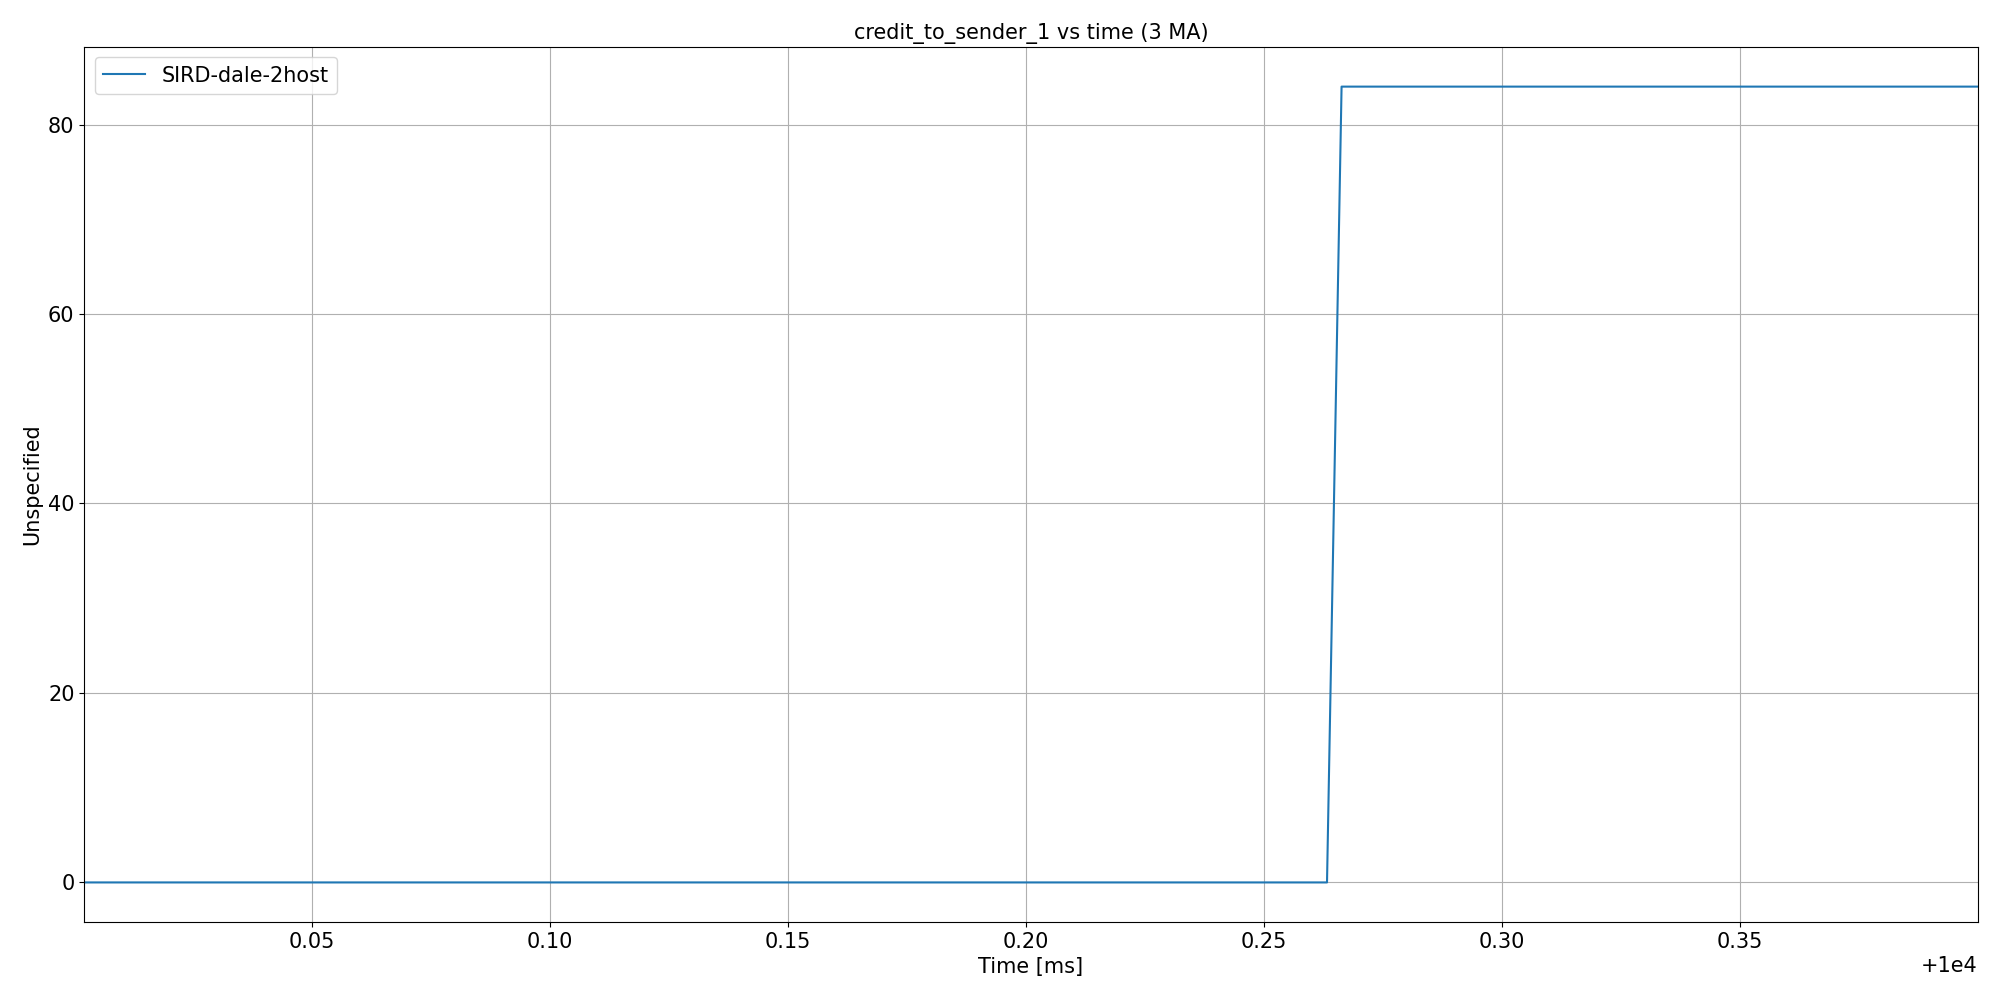 credit_to_sender_1 vs time (3 MA)
SIRD-dale-2host
Unspecified
80
60
40
20
0
0.05 0.10 0.15 0.20 0.25 0.30 0.35
Time [ms]
+1e4